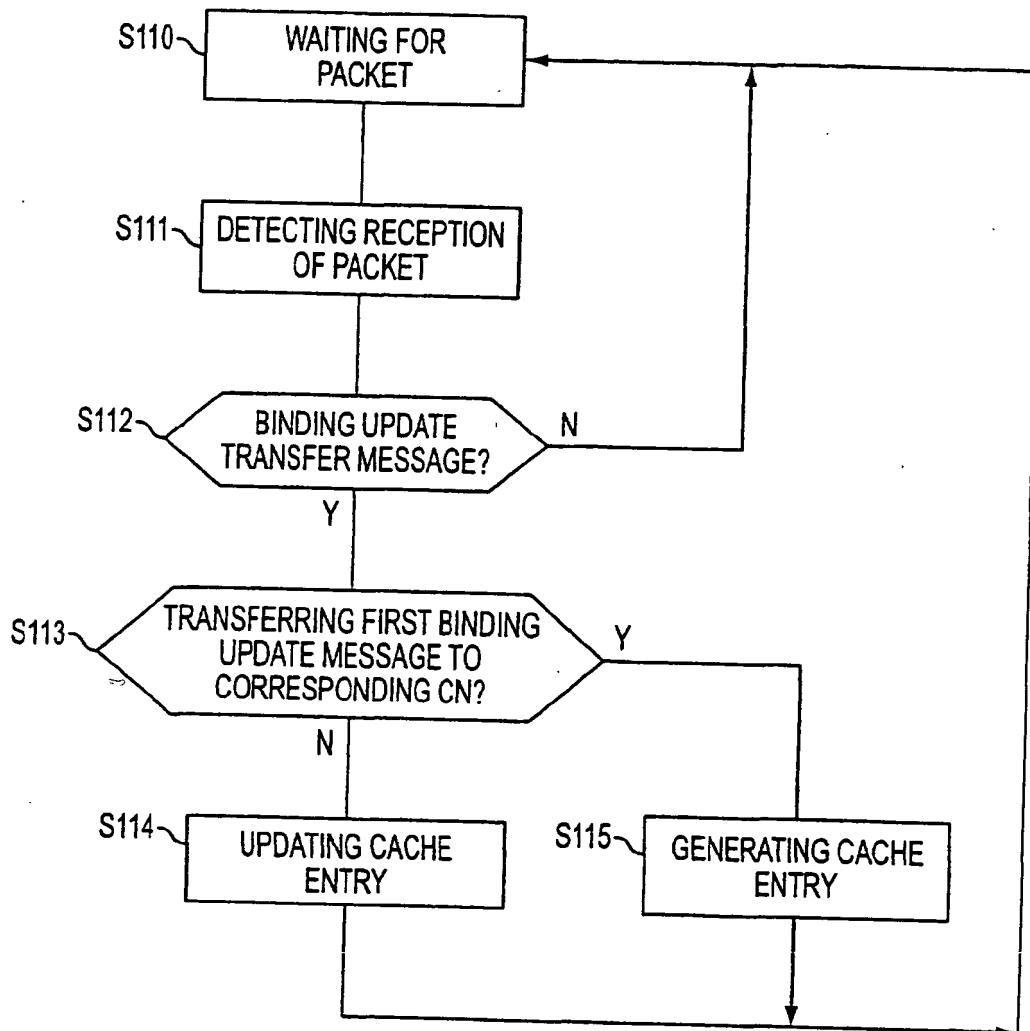 S110
WAITING FOR
PACKET
S111
DETECTING RECEPTION
OF PACKET
S112
BINDING UPDATE
TRANSFER MESSAGE?
N
Y
S113
TRANSFERRING FIRST BINDING
UPDATE MESSAGE TO
CORRESPONDING CN?
Y
N
S114
UPDATING CACHE
ENTRY
S115
GENERATING CACHE
ENTRY